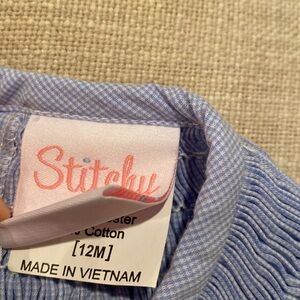 Stitchy
Cotton
[12M]
MADE IN VIETNAM